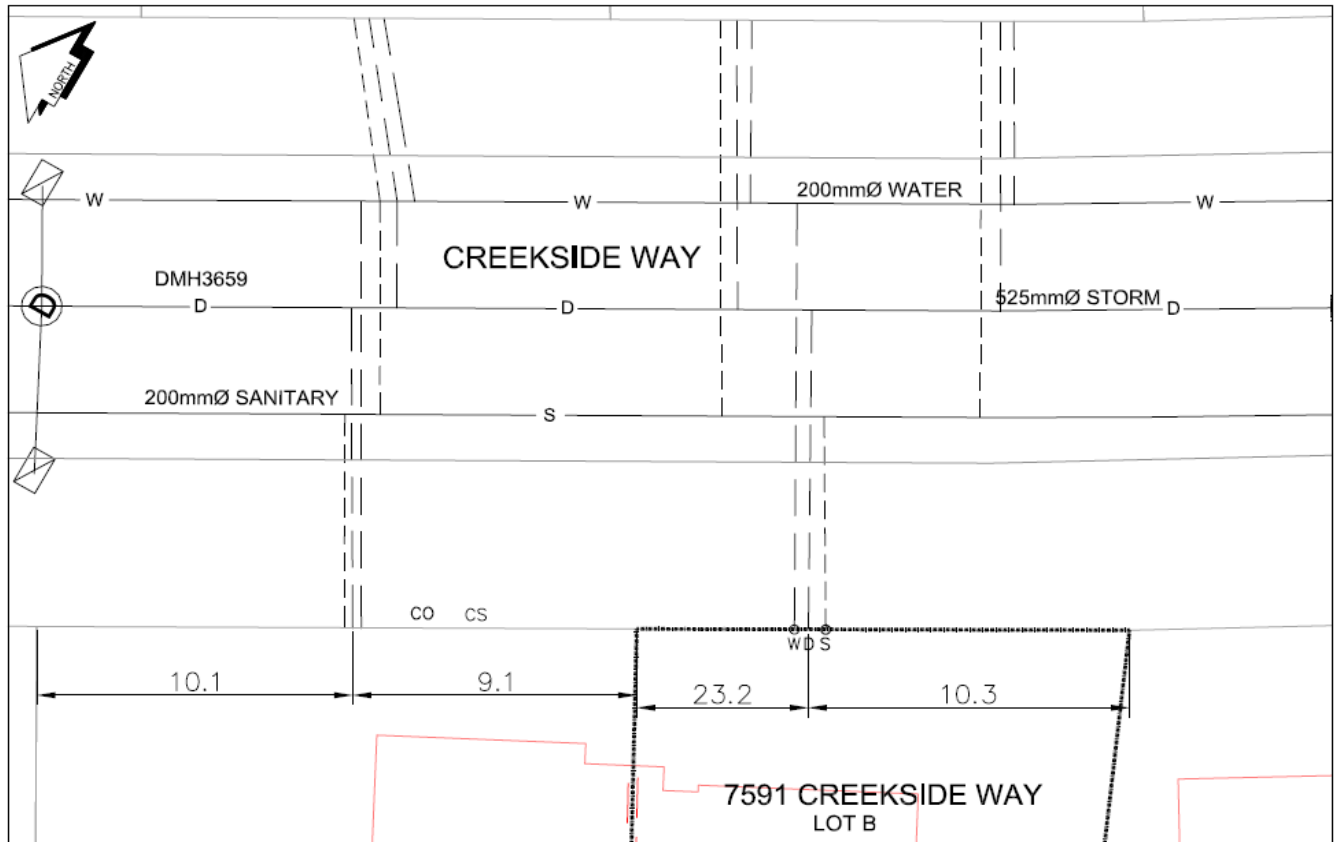 NORTH
W W 200mmØ WATER W
CREEKSIDE WAY
DMH3659
D D D 525mmØ STORM D
200mmØ SANITARY
S
CO CS
W D S
10.1 9.1 23.2 10.3
7591 CREEKSIDE WAY
LOT B